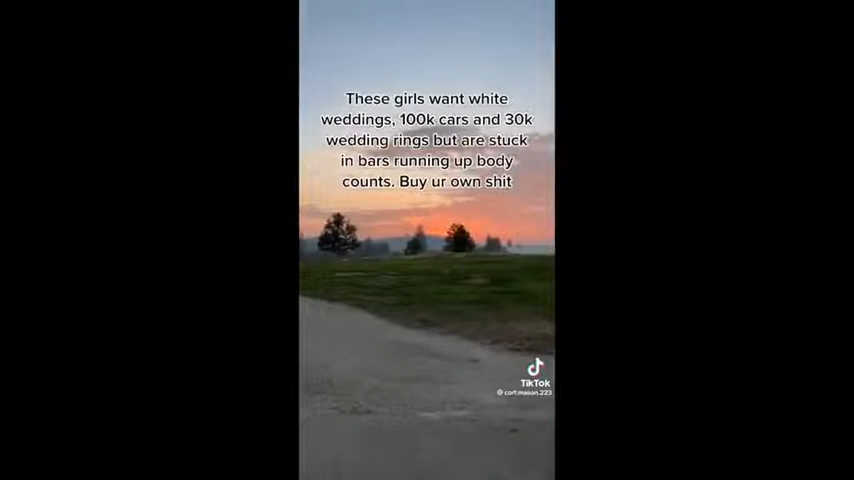 These girls want white
weddings, 100k cars and 30k
wedding rings but are stuck
in bars running up body
counts. Buy ur own shit
TikTok
@cort.mason.223